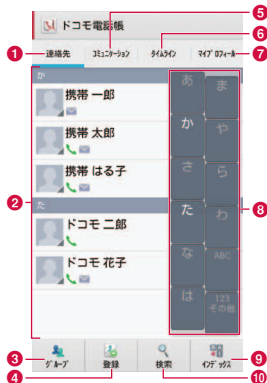 ドコモ電話帳
5
6
1
7
連絡先
コミュニケーション
タイムライン
マイプロフィール
か
携帯 一郎
携帯 太郎
携帯 はる子
た
ドコモ 二郎
ドコモ 花子
あ
ま
か
や
さ
ら
た
わ
な
ABC
は
123
その他
2
8
3
グループ
登録
検索
インデックス
9
4
10